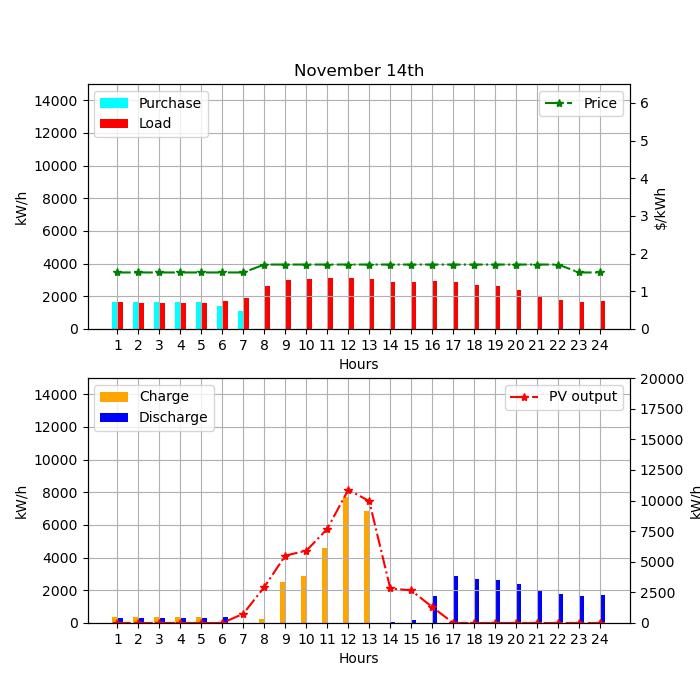 November 14th
Purchase
Load
Price
14000
12000
10000
8000
6000
4000
2000
0
kW/h
6
5
4
3
2
1
0
$/kWh
1 2 3 4 5 6 7 8 9 10 11 12 13 14 15 16 17 18 19 20 21 22 23 24
Hours
Charge
Discharge
PV output
14000
12000
10000
8000
6000
4000
2000
0
kW/h
20000
17500
15000
12500
10000
7500
5000
2500
0
kW/h
1 2 3 4 5 6 7 8 9 10 11 12 13 14 15 16 17 18 19 20 21 22 23 24
Hours